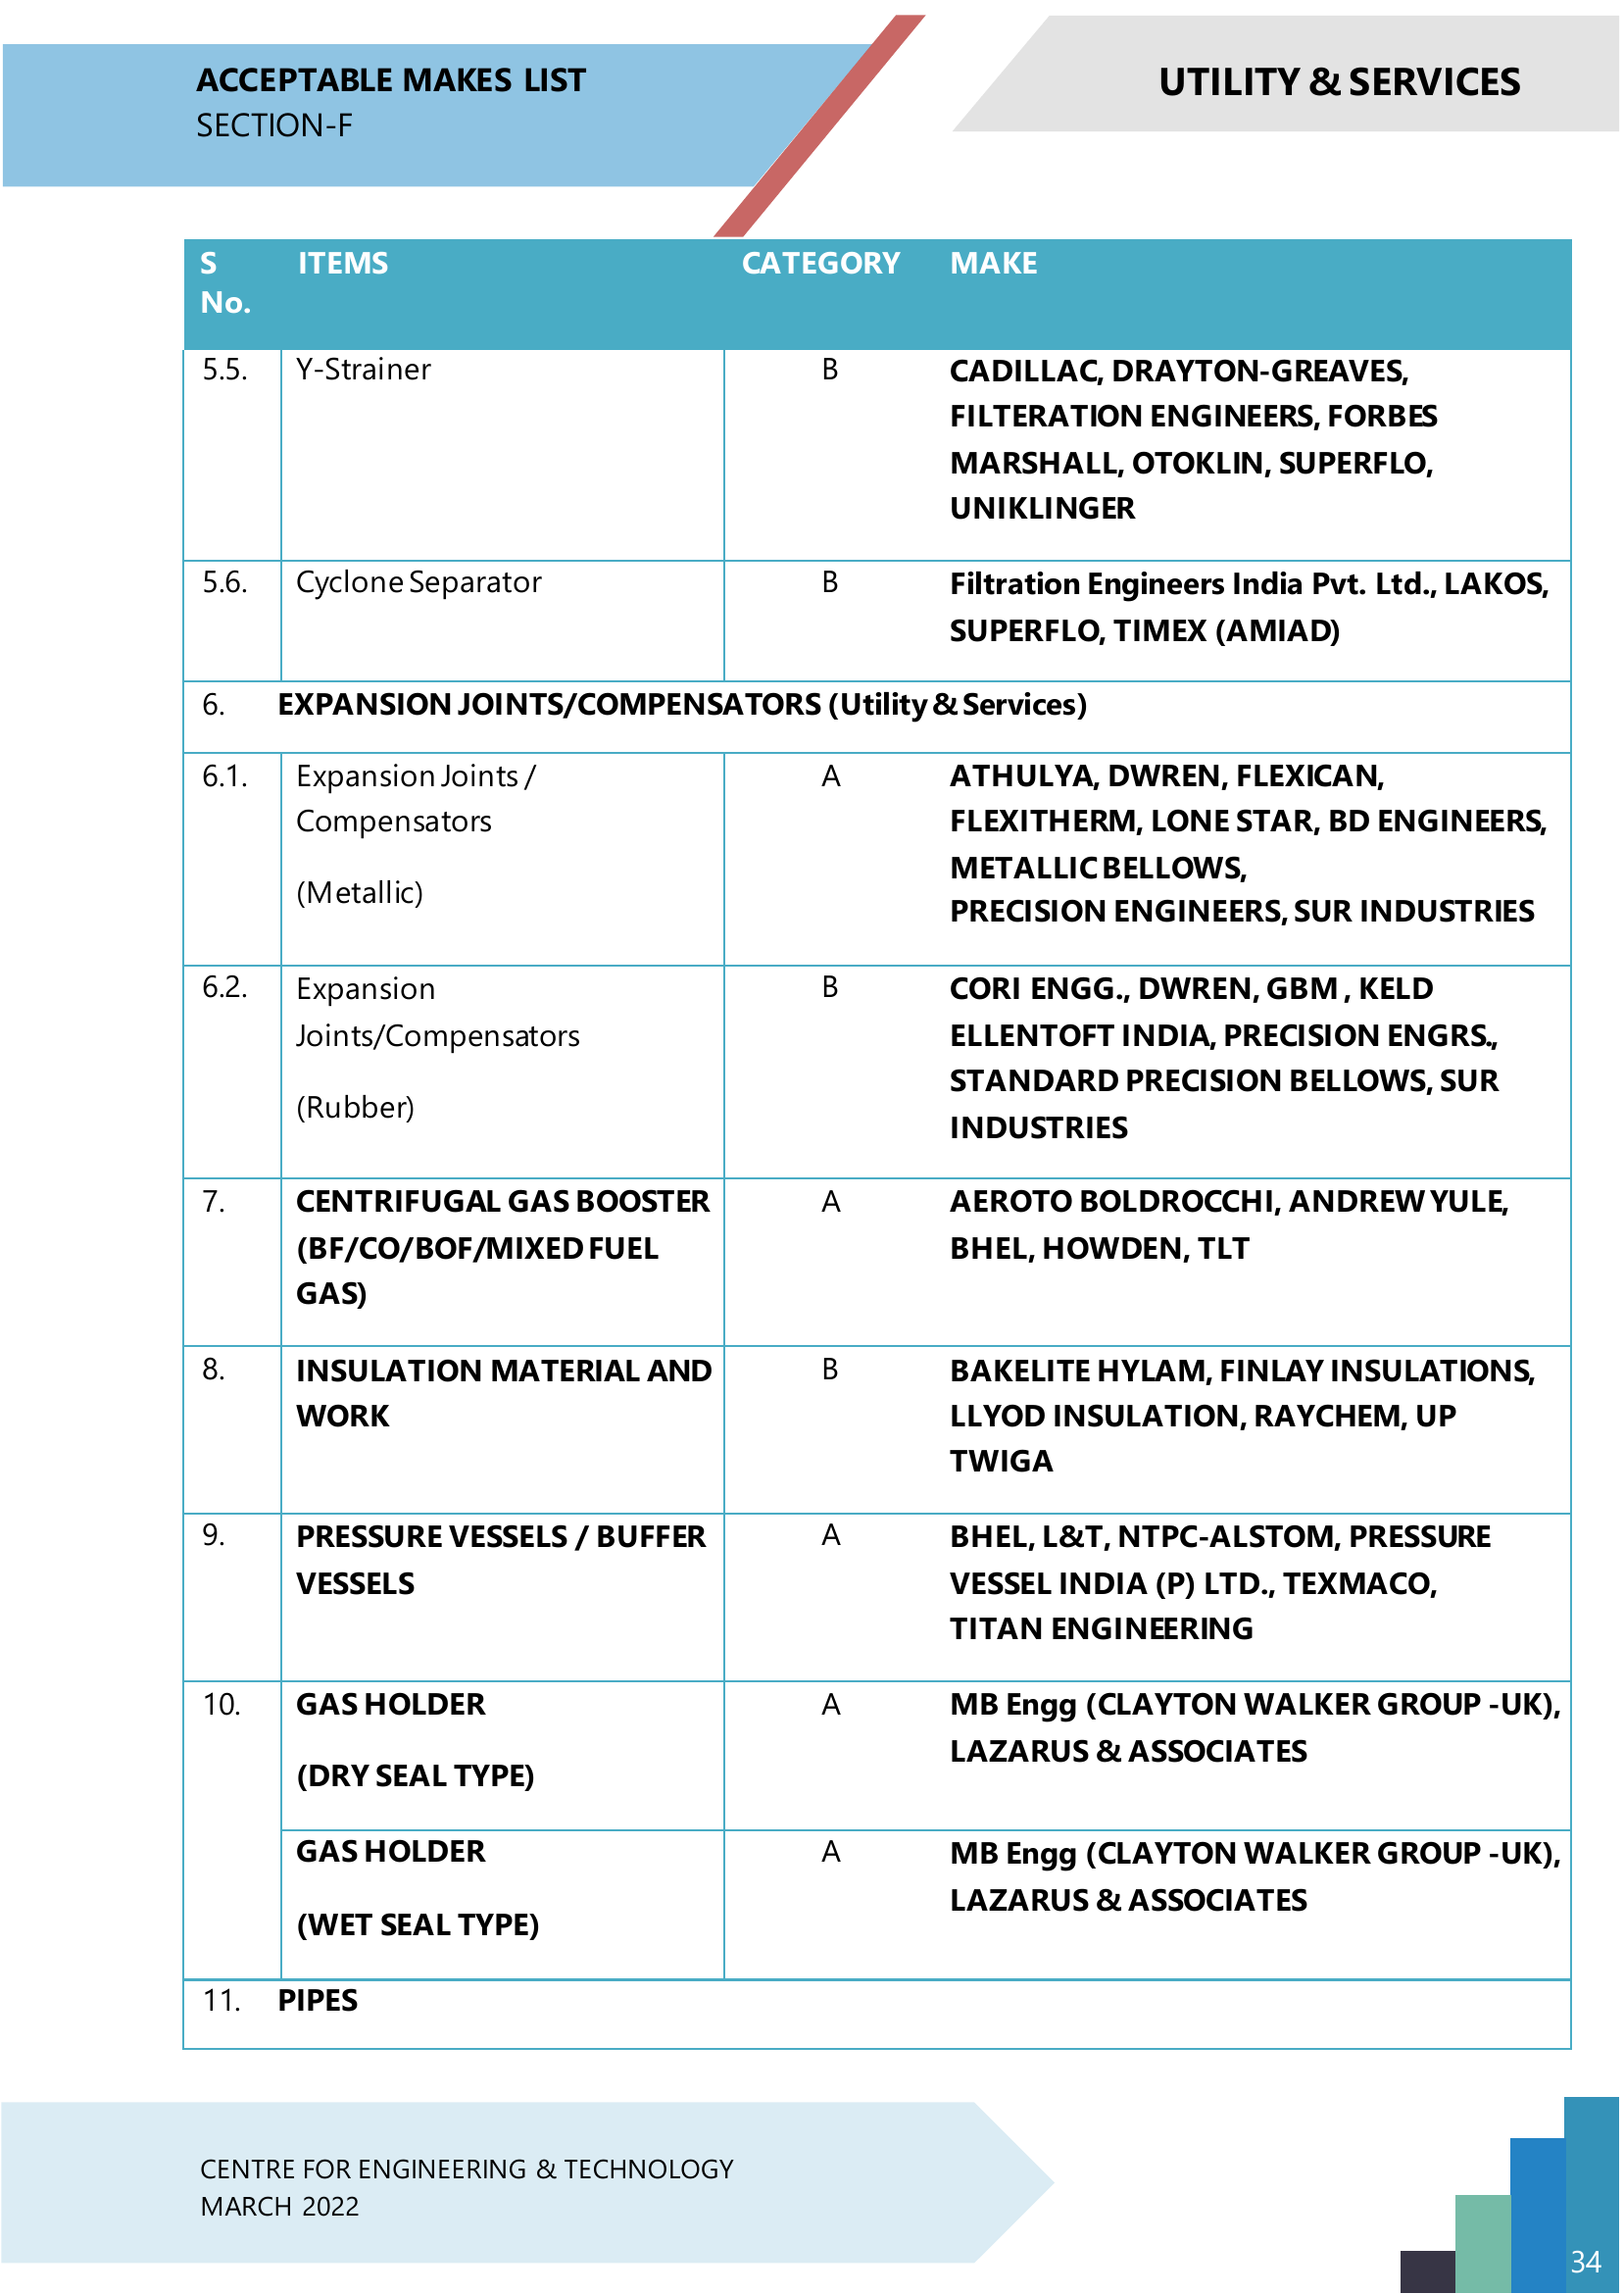 ACCEPTABLE MAKES LIST
SECTION-F
UTILITY & SERVICES
S No. ITEMS CATEGORY MAKE
5.5. Y-Strainer B CADILLAC, DRAYTON-GREAVES,
FILTERATION ENGINEERS, FORBES
MARSHALL, OTOKLIN, SUPERFLO,
UNIKLINGER
5.6. Cyclone Separator B Filtration Engineers India Pvt. Ltd., LAKOS,
SUPERFLO, TIMEX (AMIAD)
6. EXPANSION JOINTS/COMPENSATORS (Utility & Services)
6.1. Expansion Joints / A ATHULYA, DWREN, FLEXICAN,
Compensators FLEXITHERM, LONE STAR, BD ENGINEERS,
METALLIC BELLOWS,
(Metallic) PRECISION ENGINEERS, SUR INDUSTRIES
6.2. Expansion B CORI ENGG., DWREN, GBM , KELD
Joints/Compensators ELLENTOFT INDIA, PRECISION ENGRS.,
STANDARD PRECISION BELLOWS, SUR
(Rubber) INDUSTRIES
7. CENTRIFUGAL GAS BOOSTER A AEROTO BOLDROCCHI, ANDREW YULE,
(BF/CO/BOF/MIXED FUEL BHEL, HOWDEN, TLT
GAS)
8. INSULATION MATERIAL AND B BAKELITE HYLAM, FINLAY INSULATIONS,
WORK LLYOD INSULATION, RAYCHEM, UP
TWIGA
9. PRESSURE VESSELS / BUFFER A BHEL, L&T, NTPC-ALSTOM, PRESSURE
VESSELS VESSEL INDIA (P) LTD., TEXMACO,
TITAN ENGINEERING
10. GAS HOLDER A MB Engg (CLAYTON WALKER GROUP -UK),
LAZARUS & ASSOCIATES
(DRY SEAL TYPE)
GAS HOLDER A MB Engg (CLAYTON WALKER GROUP -UK),
LAZARUS & ASSOCIATES
(WET SEAL TYPE)
11. PIPES
CENTRE FOR ENGINEERING & TECHNOLOGY
MARCH 2022
34